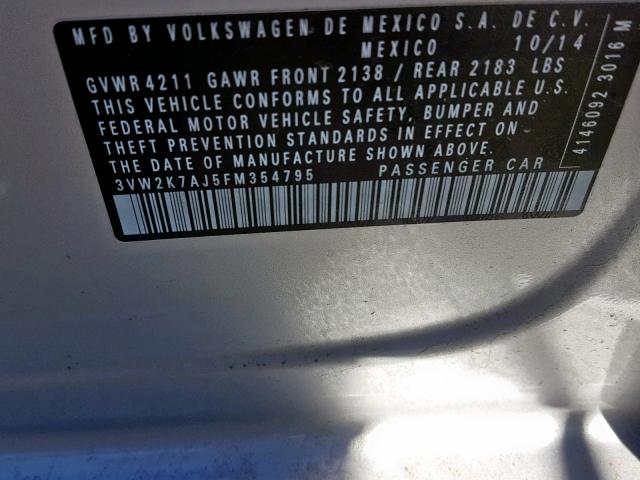 MFD BY VOLKSWAGEN DE MEXICO S.A. DE C.V.
MEXICO 10/14
GVWR 4211 GAWR FRONT 2138 / REAR 2183 LBS
THIS VEHICLE CONFORMS TO ALL APPLICABLE U.S.
FEDERAL MOTOR VEHICLE SAFETY, BUMPER AND
THEFT PREVENTION STANDARDS IN EFFECT ON
THE DATE OF MANUFACTURE SHOWN ABOVE.
3VW2K7AJ5FM354795 PASSENGER CAR
4146092 3016 M